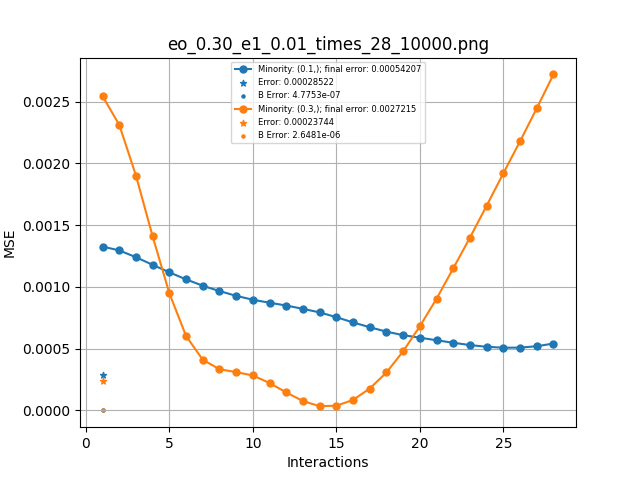 eo_0.30_e1_0.01_times_28_10000.png
Minority: (0.1,); final error: 0.00054207
Error: 0.00028522
B Error: 4.7753e-07
Minority: (0.3,); final error: 0.0027215
Error: 0.00023744
B Error: 2.6481e-06
MSE
0.0025
0.0020
0.0015
0.0010
0.0005
0.0000
0 5 10 15 20 25
Interactions